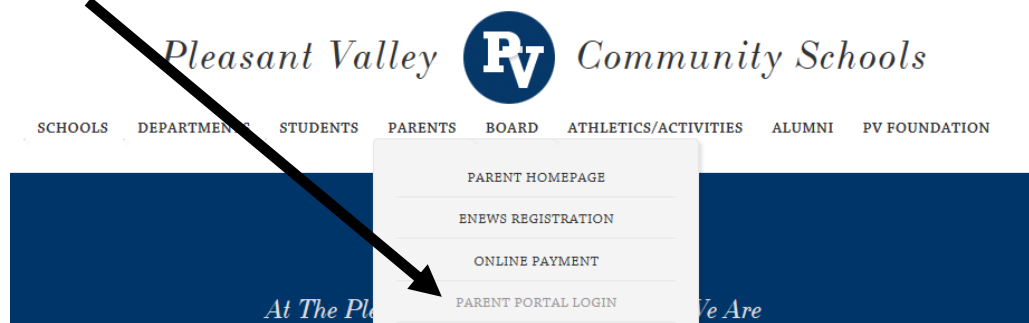 Pleasant Valley PV Community Schools
SCHOOLS DEPARTMENTS STUDENTS PARENTS BOARD ATHLETICS/ACTIVITIES ALUMNI PV FOUNDATION
PARENT HOMEPAGE
ENEWS REGISTRATION
ONLINE PAYMENT
PARENT PORTAL LOGIN
At The We Are